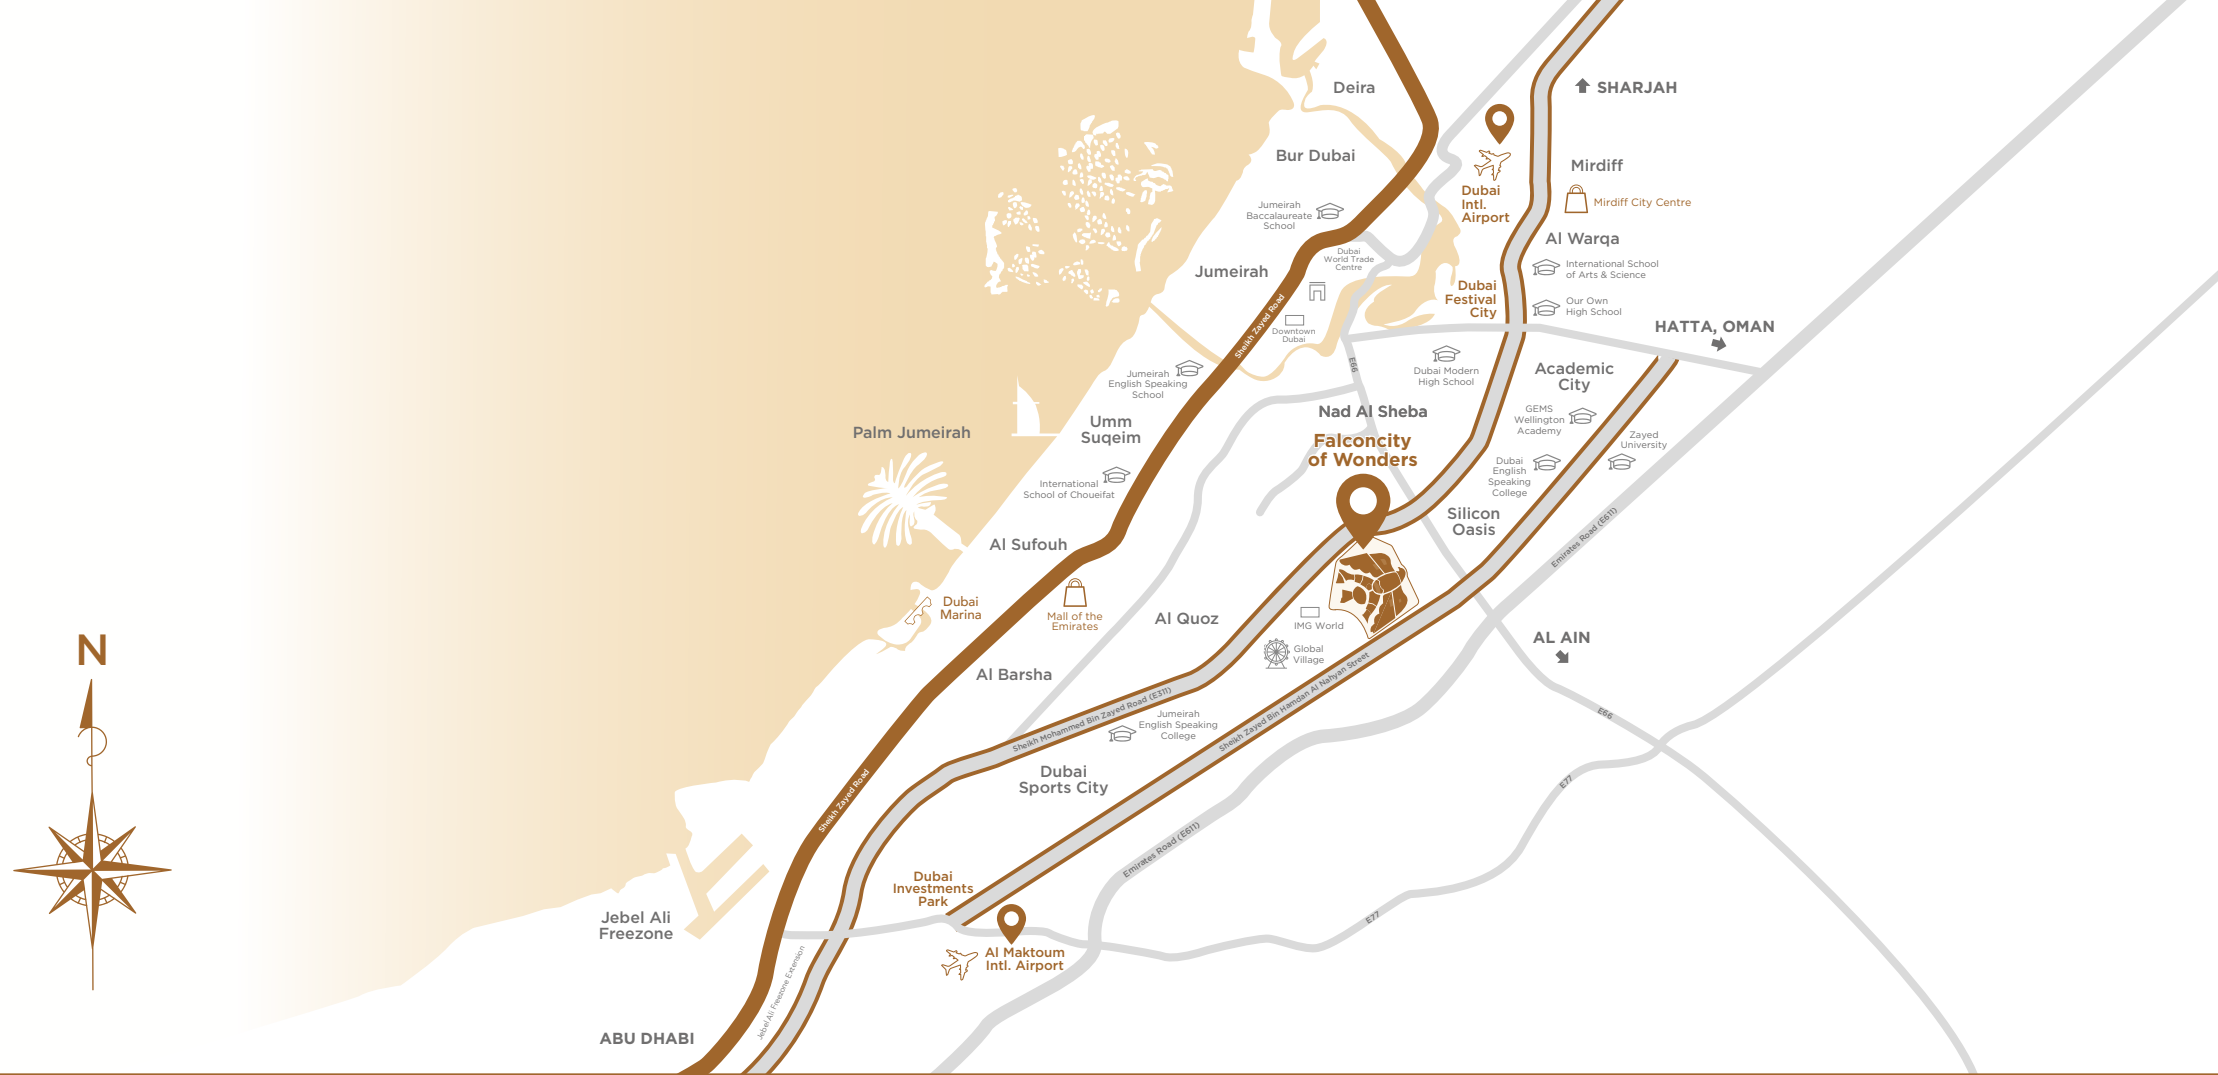 Deira
SHARJAH
Bur Dubai
Mirdiff
Dubai
Intl.
Airport
Mirdiff City Centre
Jumeirah
Baccalaureate
School
Al Warqa
Dubai
World Trade
Centre
International School
of Arts & Science
Jumeirah
Dubai
Festival
City
Our Own
High School
Sheikh Zayed Road
Downtown
Dubai
HATTA, OMAN
E66
Dubai Modern
High School
Academic
City
Jumeirah
English Speaking
School
Nad Al Sheba
GEMS
Wellington
Academy
Umm
Suqeim
Palm Jumeirah
Falconcity
of Wonders
Zayed
University
Dubai
English
Speaking
College
International
School of Choueifat
Silicon
Oasis
Emirates Road (E611)
Al Sufouh
Dubai
Marina
Mall of the
Emirates
Al Quoz
IMG World
Global
Village
AL AIN
N
Al Barsha
Sheikh Mohammed Bin Zayed Road (E311)
Sheikh Zayed Bin Hamdan Al Nahyan Street
Jumeirah
English Speaking
College
E66
Dubai
Sports City
E77
Sheikh Zayed Road
Emirates Road (E611)
Dubai
Investments
Park
Jebel Ali
Freezone
E77
Al Maktoum
Intl. Airport
Jebel Ali Freezone Extension
ABU DHABI